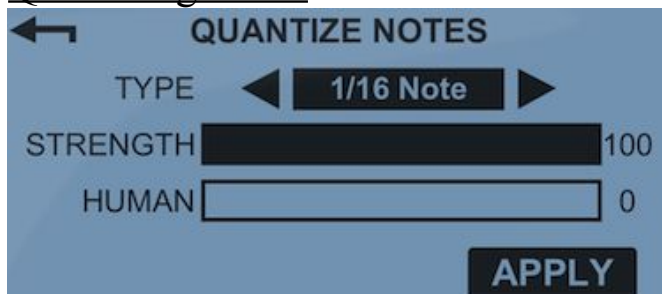 QUANTIZE NOTES
TYPE 1/16 Note
STRENGTH 100
HUMAN 0
APPLY